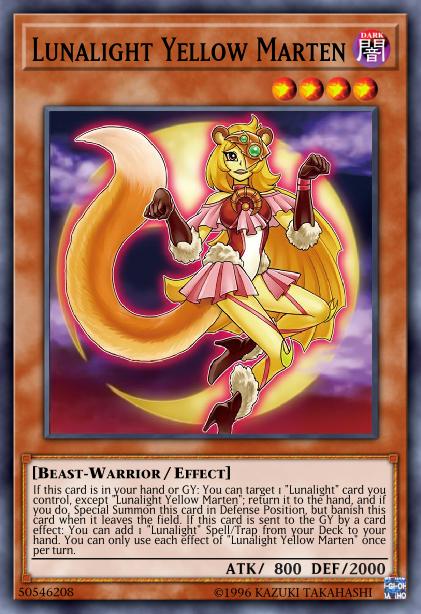 LUNALIGHT YELLOW MARTEN
DARK
闇
[BEAST-WARRIOR / EFFECT]
If this card is in your hand or GY: You can target 1 "Lunalight" card you
control, except "Lunalight Yellow Marten"; return it to the hand, and if
you do, Special Summon this card in Defense Position, but banish this
card when it leaves the field. If this card is sent to the GY by a card
effect: You can add 1 "Lunalight" Spell/Trap from your Deck to your
hand. You can only use each effect of "Lunalight Yellow Marten" once
per turn.
ATK/ 800 DEF/2000
50546208
©1996 KAZUKI TAKAHASHI